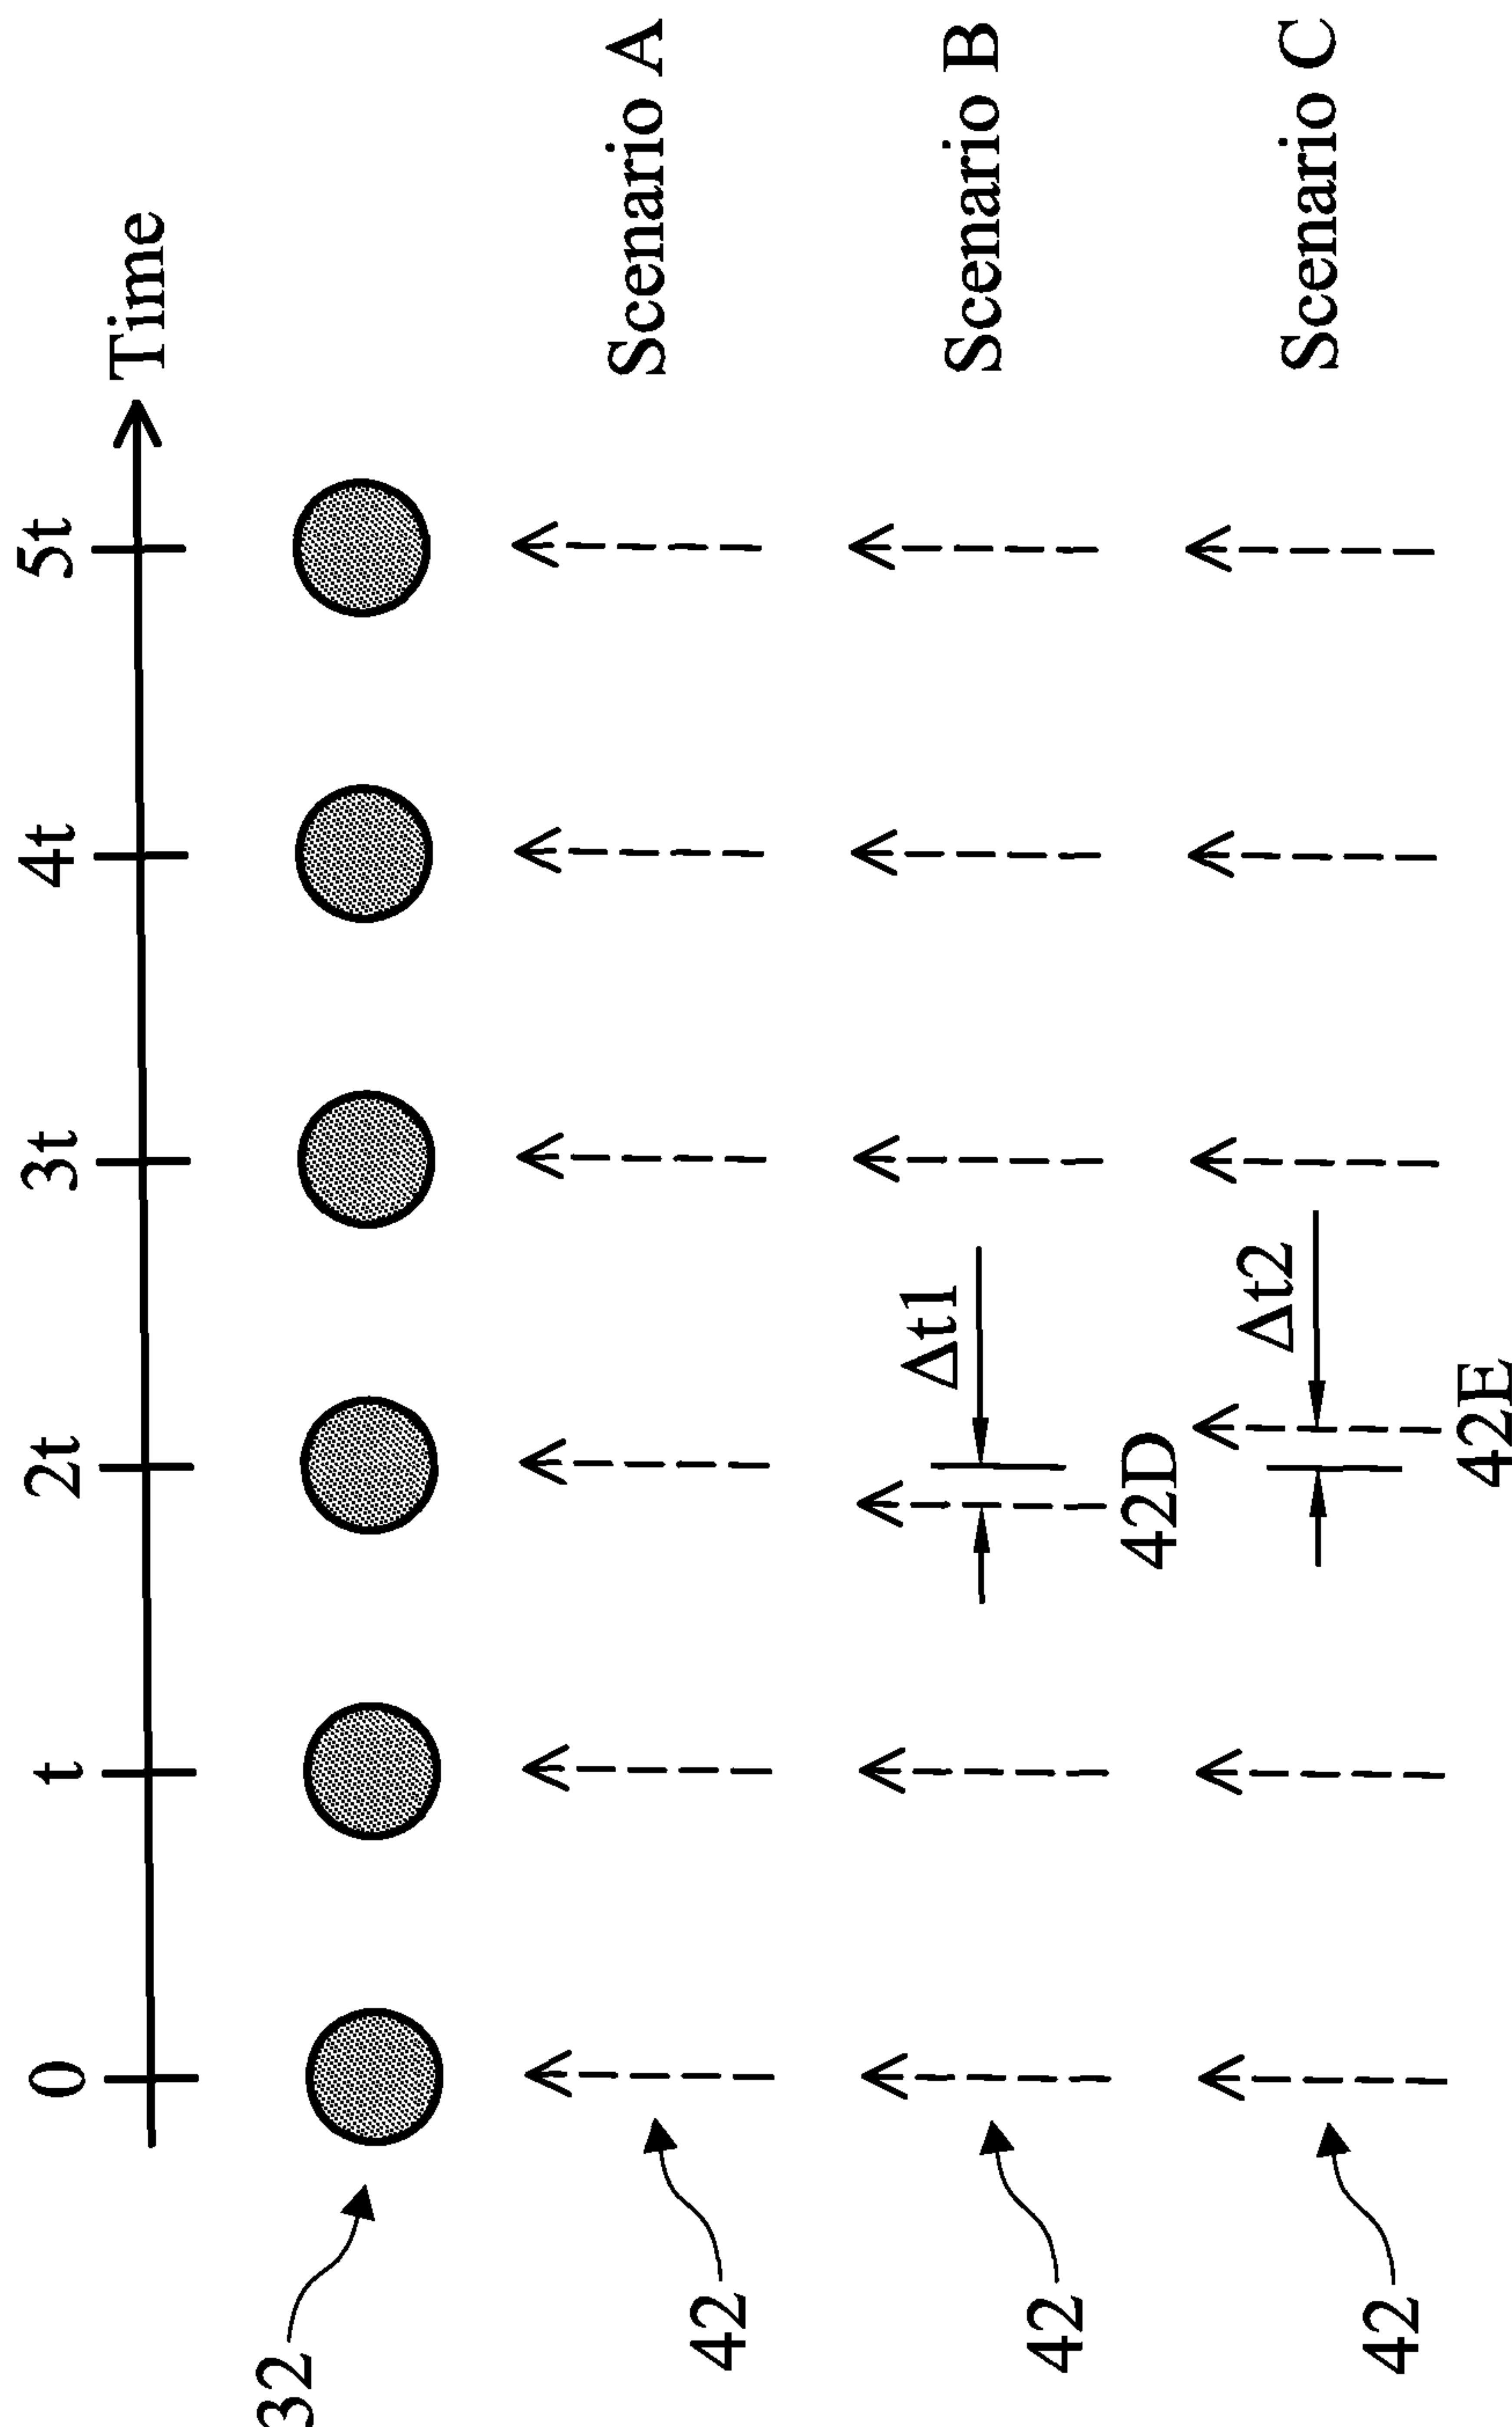 0 t 2t 3t 4t 5t
Time
32
42 Scenario A
Δt1
42 Scenario B
42D
Δt2
42 Scenario C
42E